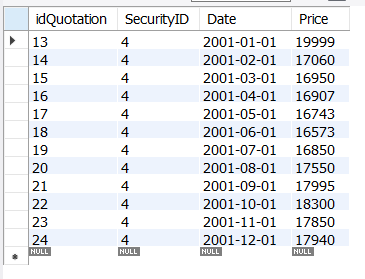 idQuotation SecurityID Date Price
13 4 2001-01-01 19999
14 4 2001-02-01 17060
15 4 2001-03-01 16950
16 4 2001-04-01 16907
17 4 2001-05-01 16743
18 4 2001-06-01 16573
19 4 2001-07-01 16850
20 4 2001-08-01 17550
21 4 2001-09-01 17995
22 4 2001-10-01 18300
23 4 2001-11-01 17850
24 4 2001-12-01 17940
NULL NULL NULL NULL